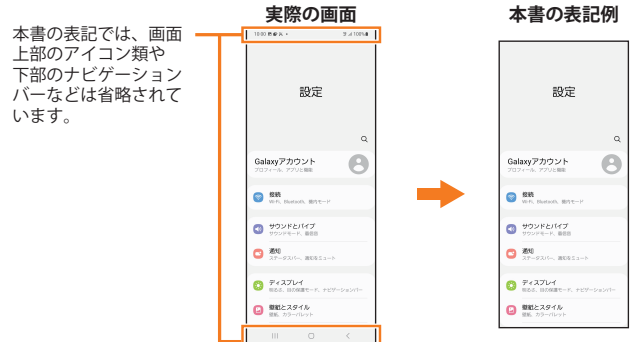 実際の画面
本書の表記例
本書の表記では、画面
上部のアイコン類や
下部のナビゲーション
バーなどは省略されて
います。
10:00
100%
設定
Galaxyアカウント
プロフィール、アプリと機能
接続
Wi-Fi、Bluetooth、機内モード
サウンドとバイブ
サウンドモード、着信音
通知
ステータスバー、通知をミュート
ディスプレイ
明るさ、目の保護モード、ナビゲーションバー
壁紙とスタイル
壁紙、カラーパレット
設定
Galaxyアカウント
プロフィール、アプリと機能
接続
Wi-Fi、Bluetooth、機内モード
サウンドとバイブ
サウンドモード、着信音
通知
ステータスバー、通知をミュート
ディスプレイ
明るさ、目の保護モード、ナビゲーションバー
壁紙とスタイル
壁紙、カラーパレット